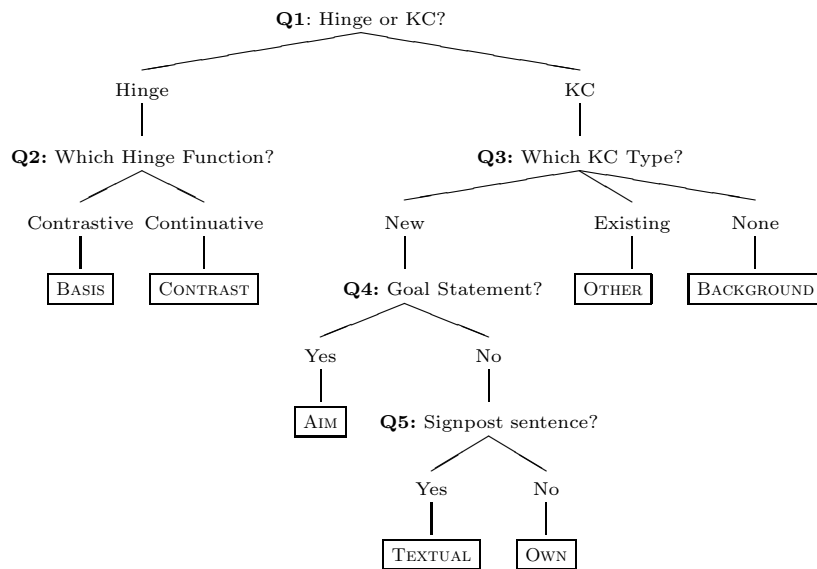 Q1: Hinge or KC?
Hinge KC
Q2: Which Hinge Function? Q3: Which KC Type?
Contrastive Continuative New Existing None
BASIS CONTRAST Q4: Goal Statement? OTHER BACKGROUND
Yes No
AIM Q5: Signpost sentence?
Yes No
TEXTUAL OWN